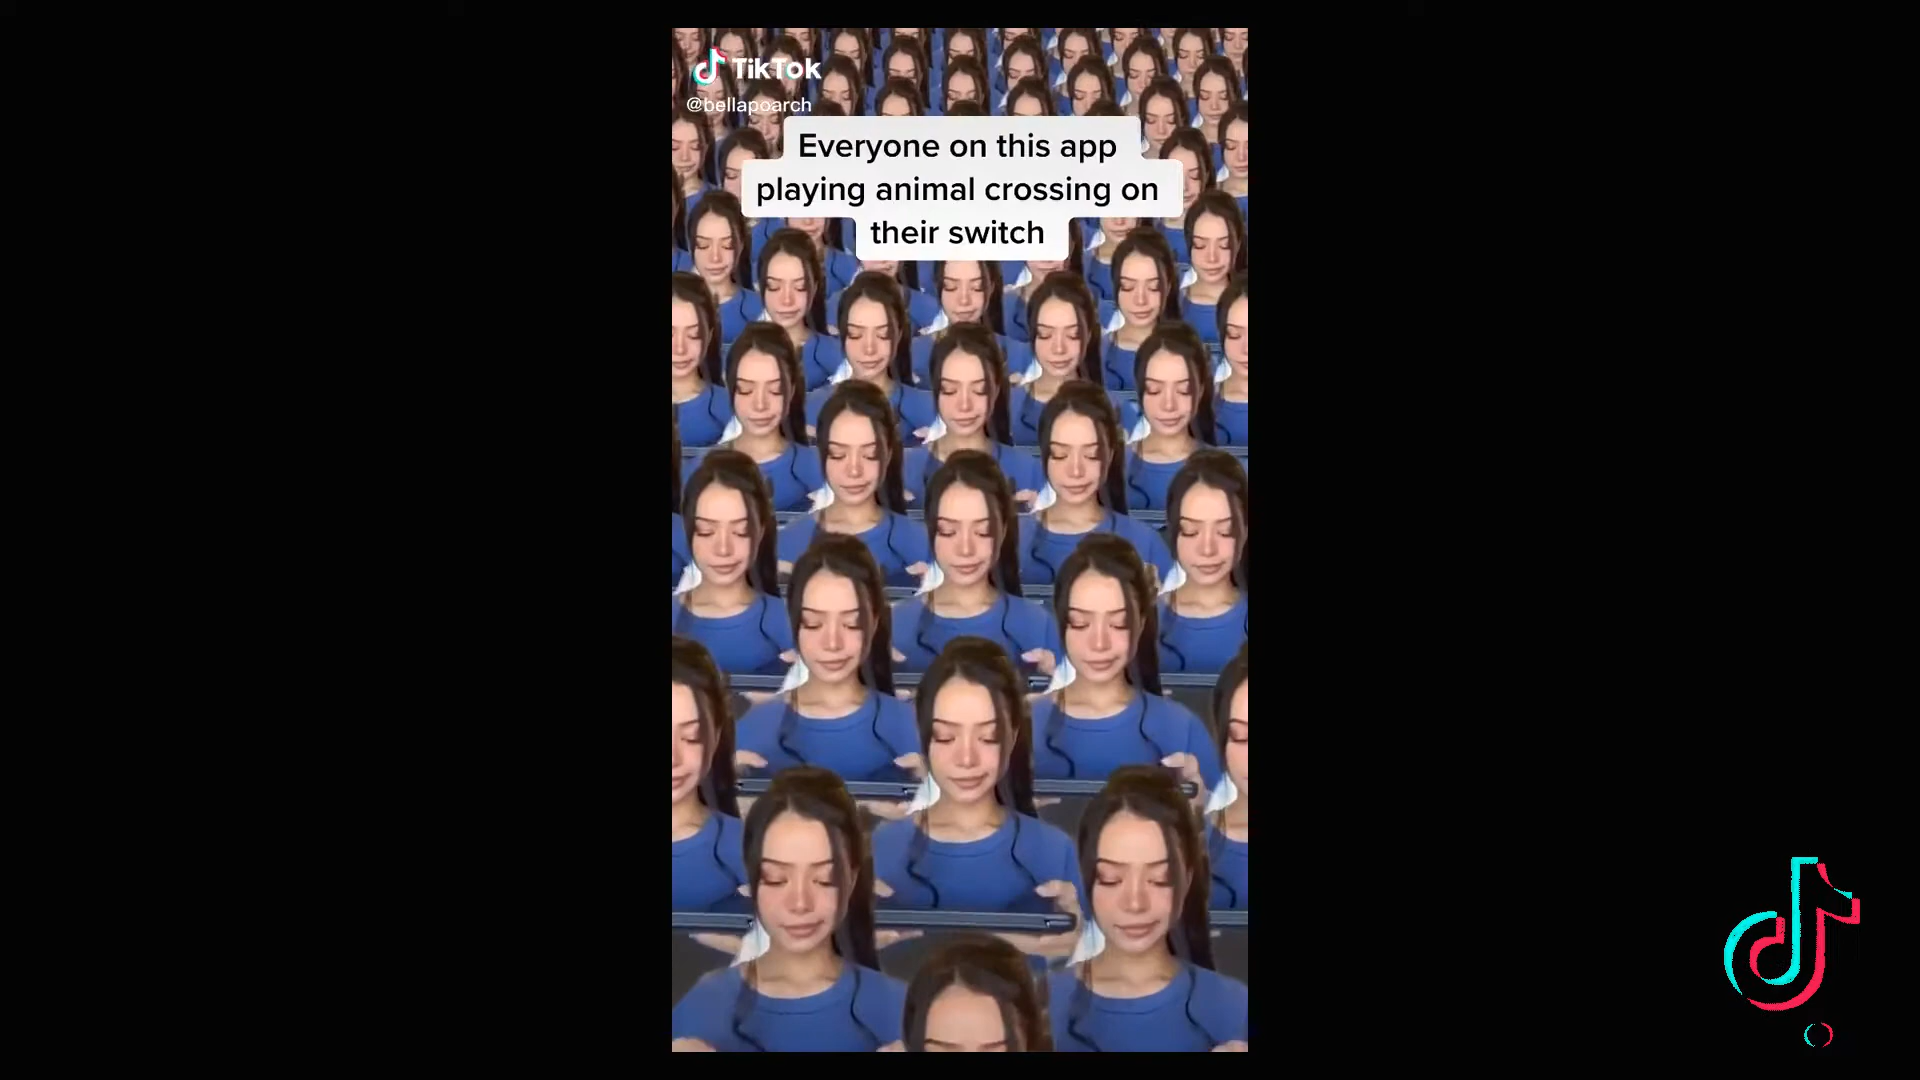 TikTok
@bellapoarch
Everyone on this app
playing animal crossing on
their switch